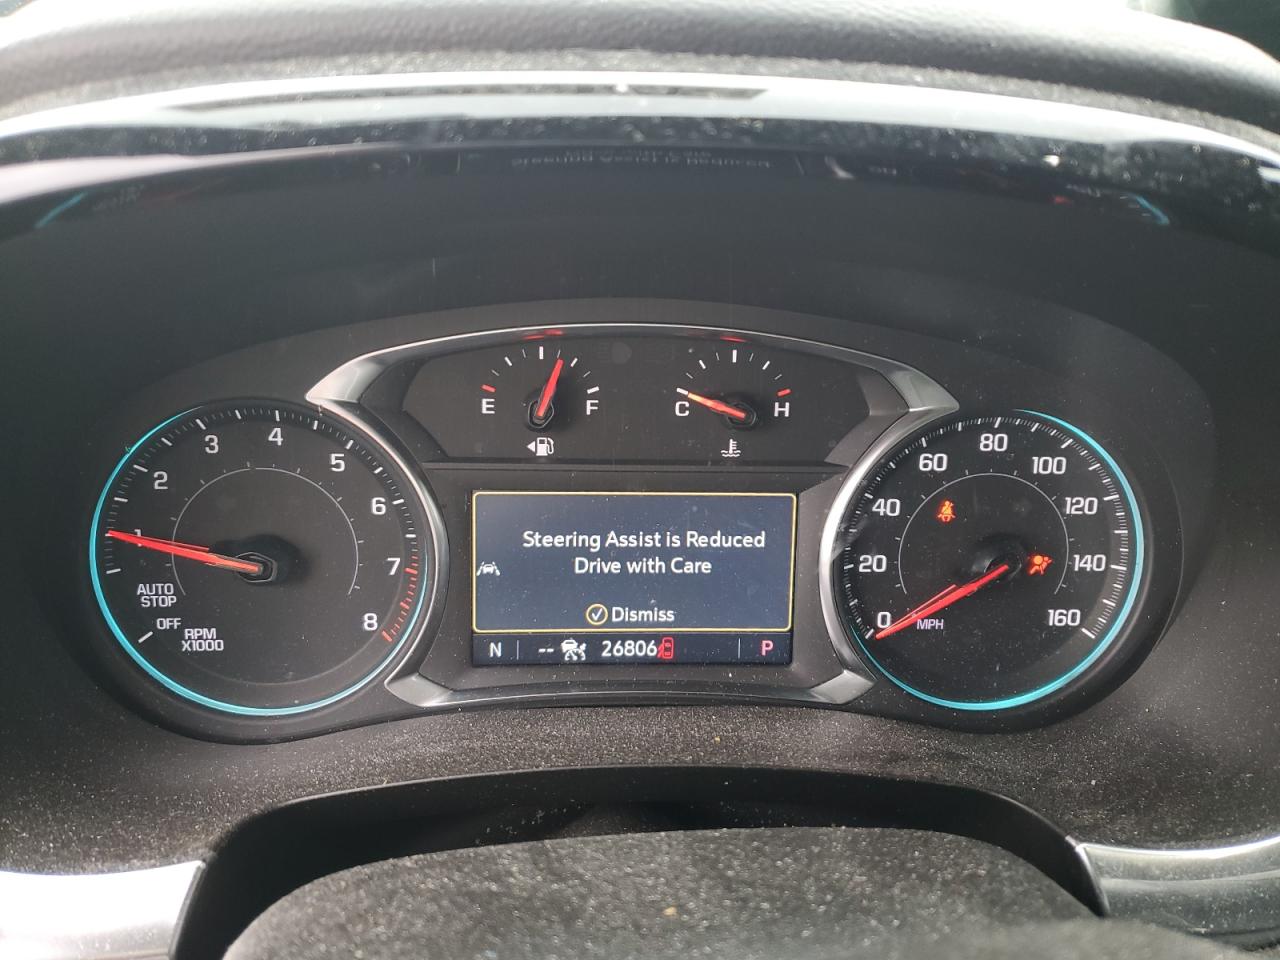 E
F
C
H
1
2
3
4
5
6
7
8
AUTO
STOP
OFF
RPM
X1000
Steering Assist is Reduced
Drive with Care
Dismiss
N -- 26806 P
0
20
40
60
80
100
120
140
160
MPH